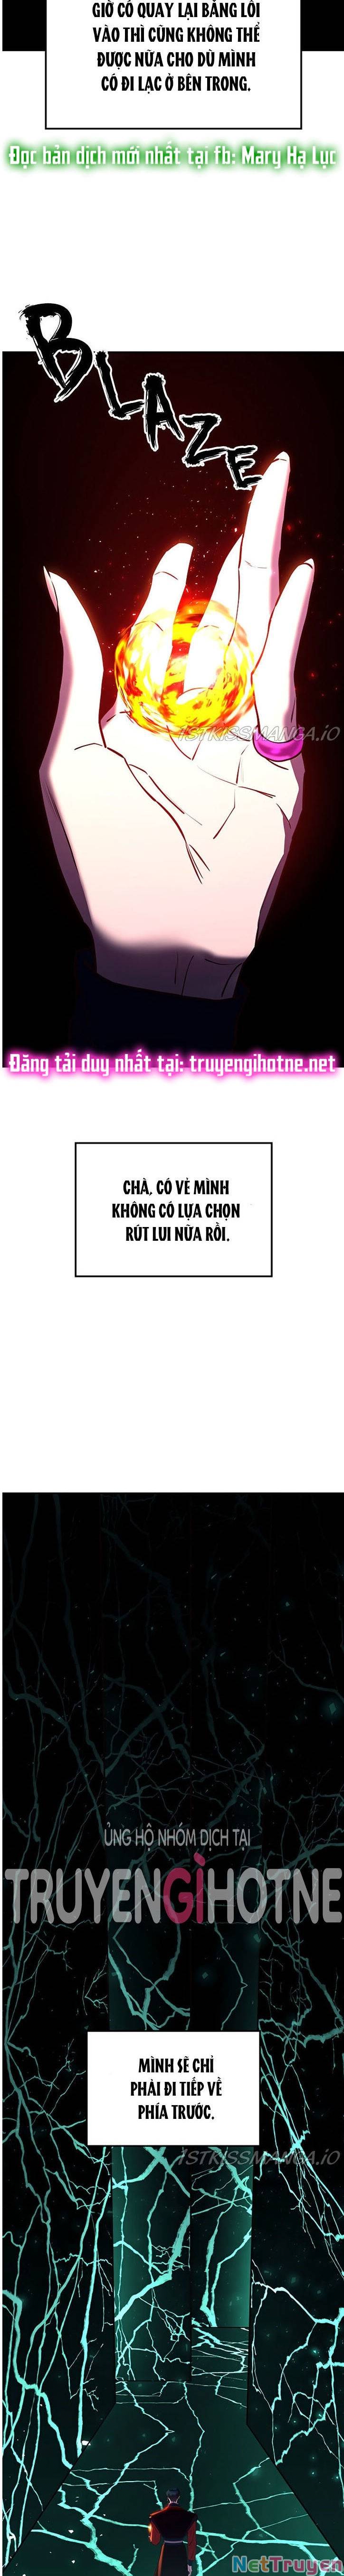 GIỜ CÓ QUAY LẠI BẰNG LỐI
VÀO THÌ CŨNG KHÔNG THỂ
ĐƯỢC NỮA CHO DÙ MÌNH
CÓ ĐI LẠC Ở BÊN TRONG.
Đọc bản dịch mới nhất tại fb: Mary Hạ Lục
BLAZE
1STKISSMANGA.IO
Đăng tải duy nhất tại: truyengihotne.net
CHÀ, CÓ VẺ MÌNH
KHÔNG CÓ LỰA CHỌN
RÚT LUI NỮA RỒI.
ỦNG HỘ NHÓM DỊCH TẠI
TRUYENGÌHOTNE
MÌNH SẼ CHỈ
PHẢI ĐI TIẾP VỀ
PHÍA TRƯỚC.
1STKISSMANGA.IO
NetTruyen